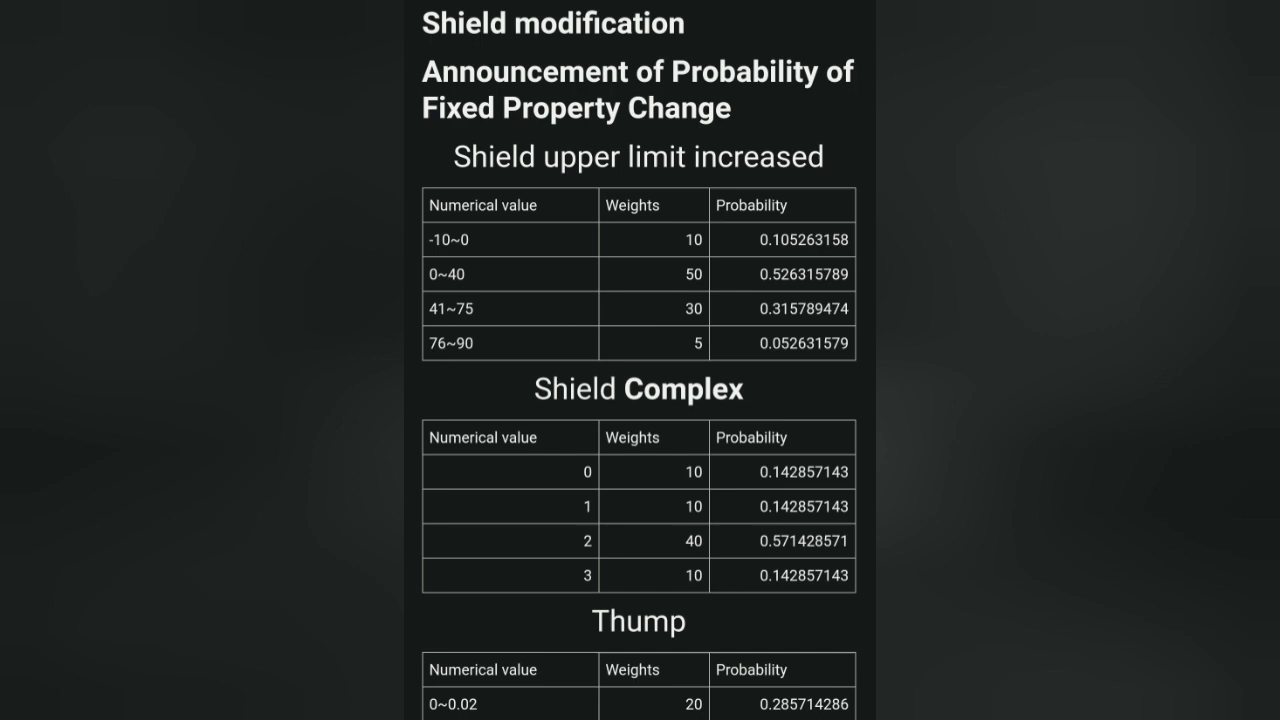 Shield modification
Announcement of Probability of
Fixed Property Change
Shield upper limit increased
Numerical value Weights Probability
-10~0 10 0.105263158
0~40 50 0.526315789
41~75 30 0.315789474
76~90 5 0.052631579
Shield Complex
Numerical value Weights Probability
0 10 0.142857143
1 10 0.142857143
2 40 0.571428571
3 10 0.142857143
Thump
Numerical value Weights Probability
0~0.02 20 0.285714286